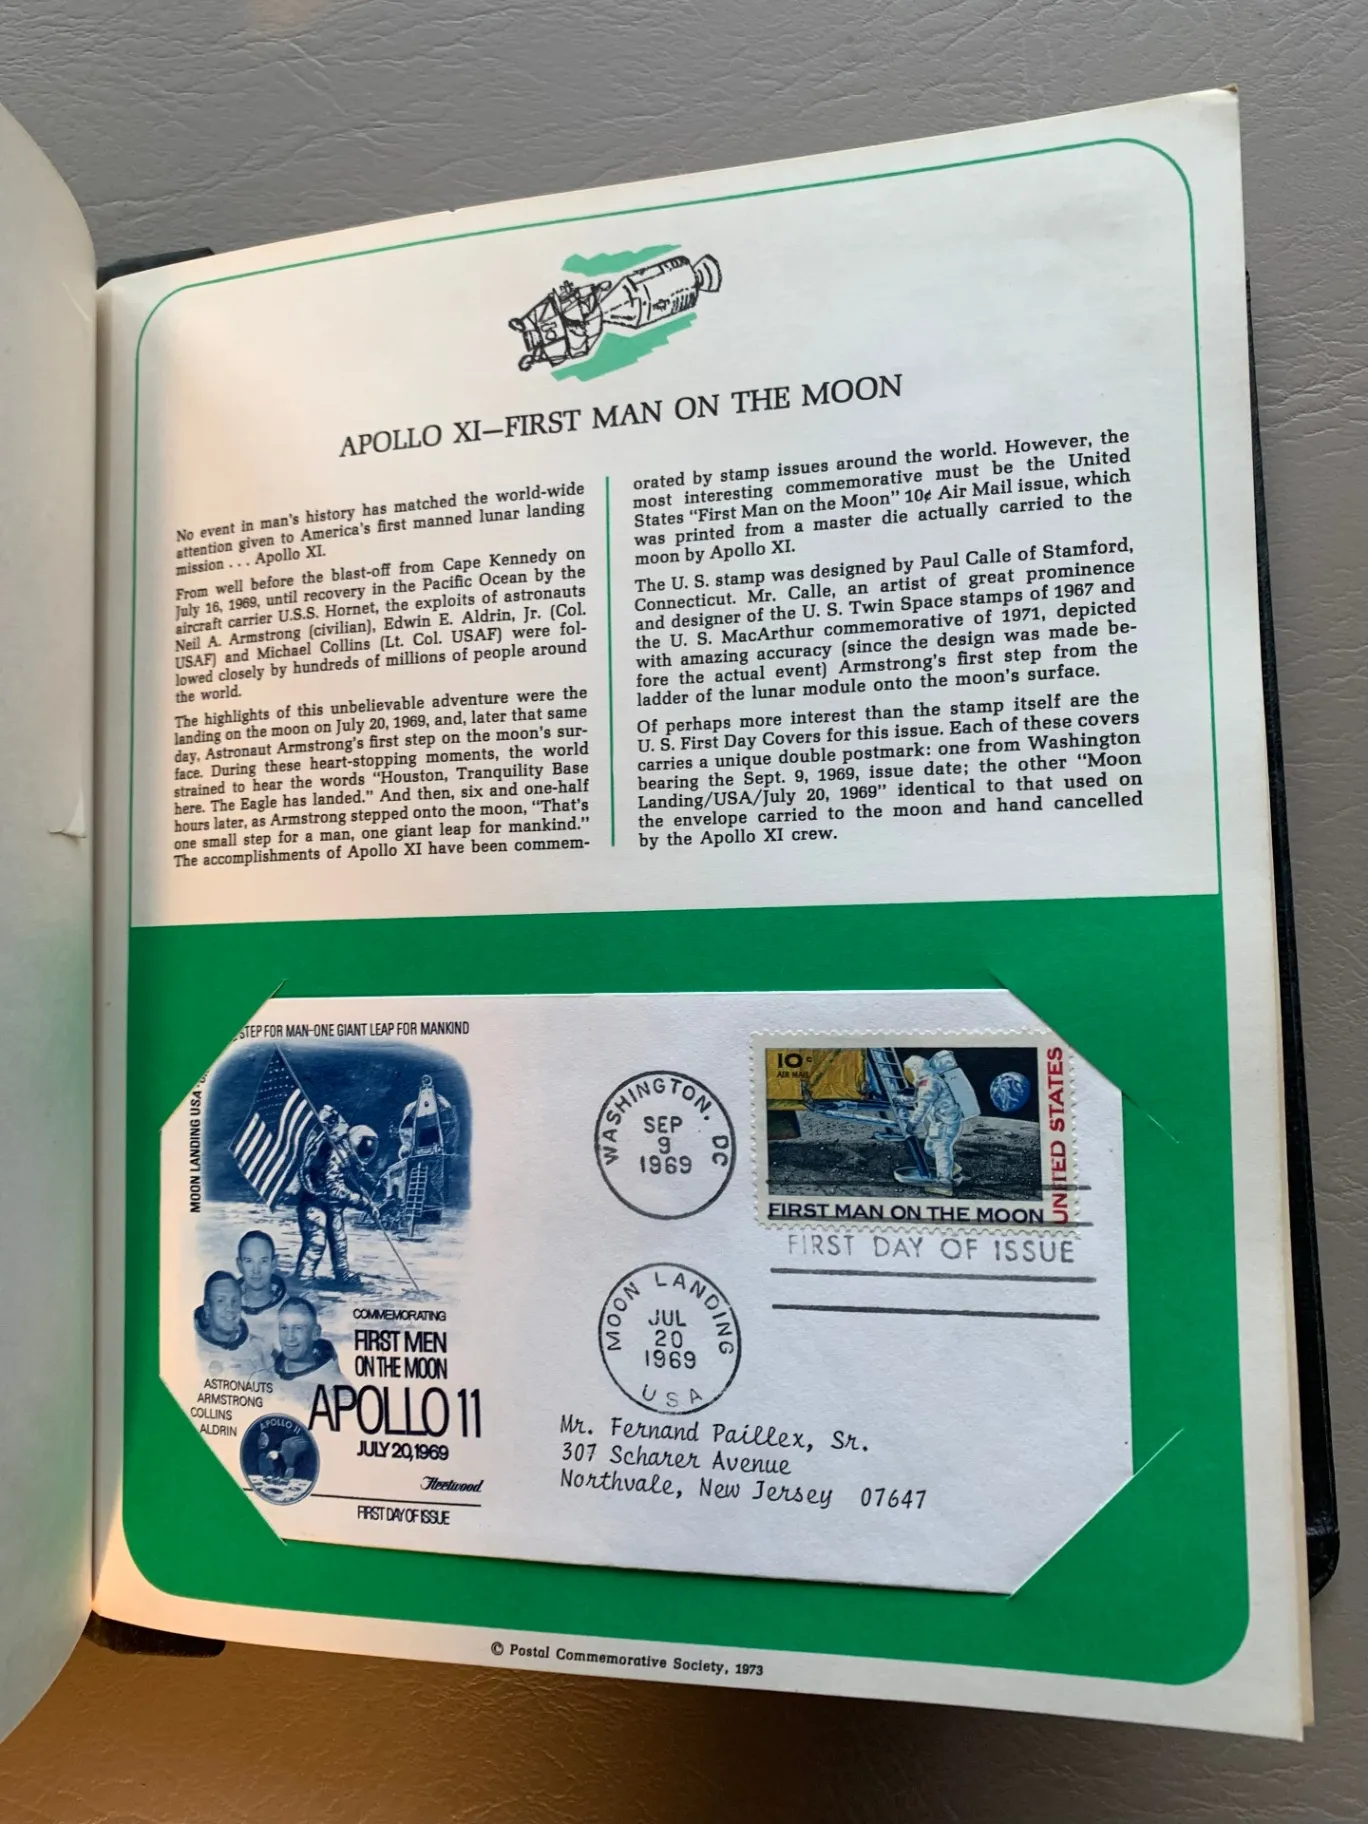 APOLLO XI—FIRST MAN ON THE MOON
No event in man's history has matched the world-wide
attention given to America's first manned lunar landing
mission . . . Apollo XI.
From well before the blast-off from Cape Kennedy on
July 16, 1969, until recovery in the Pacific Ocean by the
aircraft carrier U.S.S. Hornet, the exploits of astronauts
Neil A. Armstrong (civilian), Edwin E. Aldrin, Jr. (Col.
USAF) and Michael Collins (Lt. Col. USAF) were fol-
lowed closely by hundreds of millions of people around
the world.
The highlights of this unbelievable adventure were the
landing on the moon on July 20, 1969, and, later that same
day, Astronaut Armstrong's first step on the moon's sur-
face. During these heart-stopping moments, the world
strained to hear the words "Houston, Tranquility Base
here. The Eagle has landed." And then, six and one-half
hours later, as Armstrong stepped onto the moon, "That's
one small step for a man, one giant leap for mankind."
The accomplishments of Apollo XI have been commem-
orated by stamp issues around the world. However, the
most interesting commemorative must be the United
States "First Man on the Moon" 10¢ Air Mail issue, which
was printed from a master die actually carried to the
moon by Apollo XI.
The U. S. stamp was designed by Paul Calle of Stamford,
Connecticut. Mr. Calle, an artist of great prominence
and designer of the U. S. Twin Space stamps of 1967 and
the U. S. MacArthur commemorative of 1971, depicted
with amazing accuracy (since the design was made be-
fore the actual event) Armstrong's first step from the
ladder of the lunar module onto the moon's surface.
Of perhaps more interest than the stamp itself are the
U. S. First Day Covers for this issue. Each of these covers
carries a unique double postmark: one from Washington
bearing the Sept. 9, 1969, issue date; the other "Moon
Landing/USA/July 20, 1969" identical to that used on
the envelope carried to the moon and hand cancelled
by the Apollo XI crew.
STEP FOR MAN-ONE GIANT LEAP FOR MANKIND
MOON LANDING USA
COMMEMORATING
FIRST MEN
ON THE MOON
APOLLO 11
JULY 20, 1969
ASTRONAUTS
ARMSTRONG
COLLINS
ALDRIN
APOLLO 11
Fleetwood
FIRST DAY OF ISSUE
WASHINGTON, DC
SEP
9
1969
10¢
AIR MAIL
UNITED STATES
FIRST MAN ON THE MOON
FIRST DAY OF ISSUE
MOON LANDING
JUL
20
1969
USA
Mr. Fernand Paillex, Sr.
307 Scharer Avenue
Northvale, New Jersey 07647
© Postal Commemorative Society, 1973